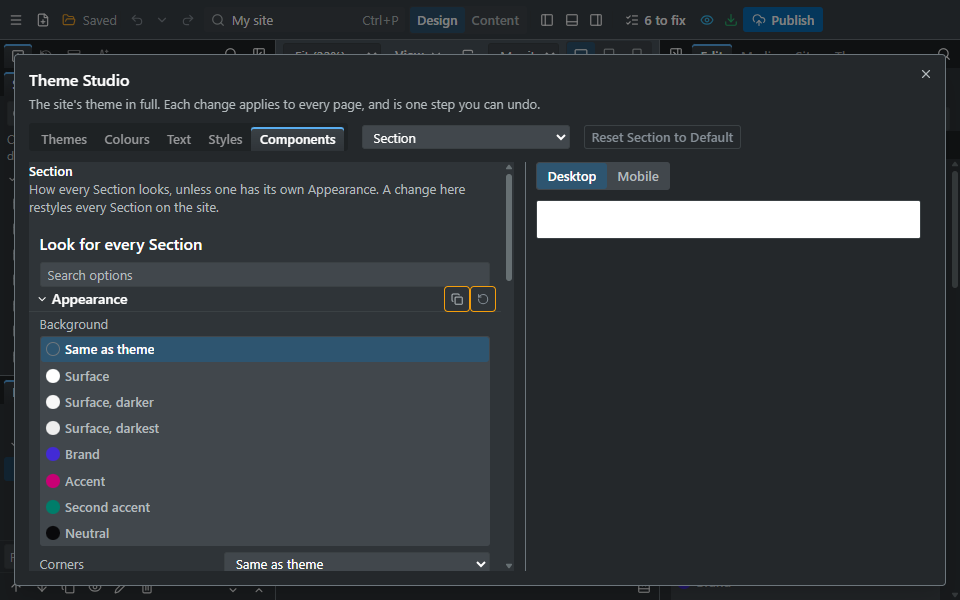 Saved
My site
Ctrl+P
Design
Content
6 to fix
Publish
Theme Studio
The site's theme in full. Each change applies to every page, and is one step you can undo.
Themes
Colours
Text
Styles
Components
Section
Reset Section to Default
Section
How every Section looks, unless one has its own Appearance. A change here
restyles every Section on the site.
Desktop
Mobile
Look for every Section
Search options
Appearance
Background
Same as theme
Surface
Surface, darker
Surface, darkest
Brand
Accent
Second accent
Neutral
Corners
Same as theme